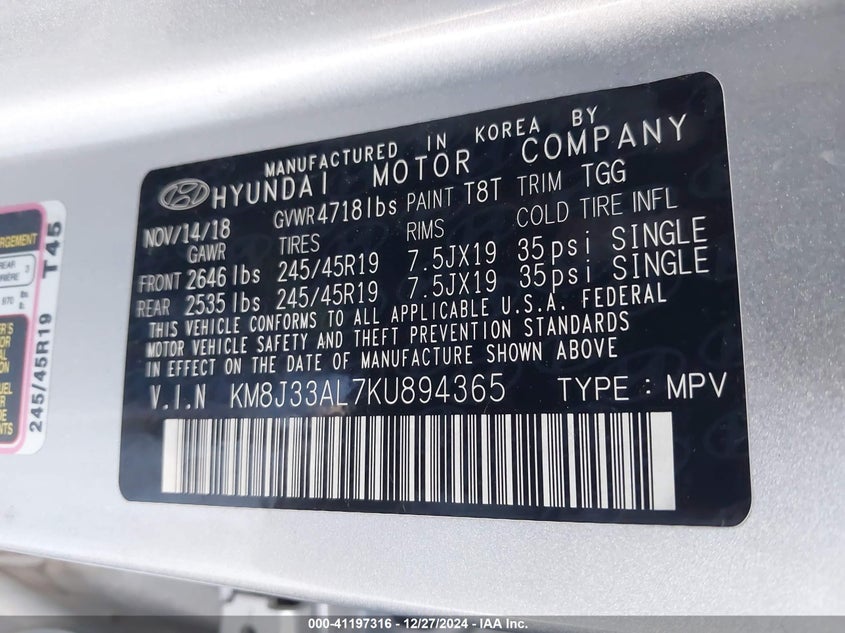 MANUFACTURED IN KOREA BY
HYUNDAI MOTOR COMPANY
NOV/14/18 GVWR 4718lbs PAINT T8T TRIM TGG
GAWR TIRES RIMS COLD TIRE INFL
FRONT 2646 lbs 245/45R19 7.5JX19 35psi SINGLE
REAR 2535 lbs 245/45R19 7.5JX19 35psi SINGLE
THIS VEHICLE CONFORMS TO ALL APPLICABLE U.S.A. FEDERAL
MOTOR VEHICLE SAFETY AND THEFT PREVENTION STANDARDS
IN EFFECT ON THE DATE OF MANUFACTURE SHOWN ABOVE
V.I.N KM8J33AL7KU894365 TYPE : MPV
245/45R19 T45
REAR
970
000-41197316 - 12/27/2024 - IAA Inc.